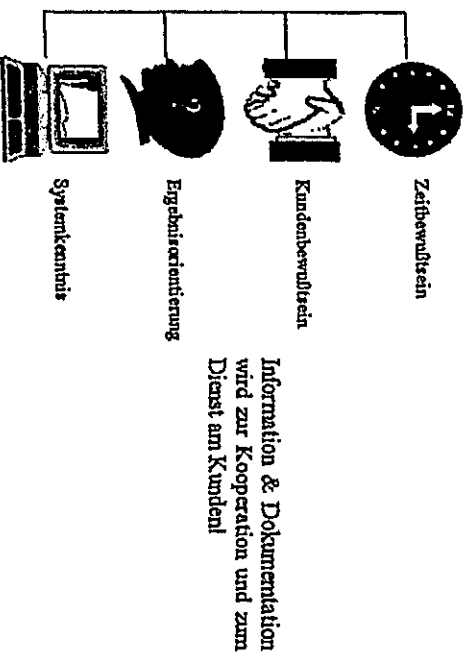 Zeitbewußtsein
Kundenbewußtsein
Ergebnisorientierung
Systemkenntnis
Information & Dokumentation
wird zur Kooperation und zum
Dienst am Kunden!